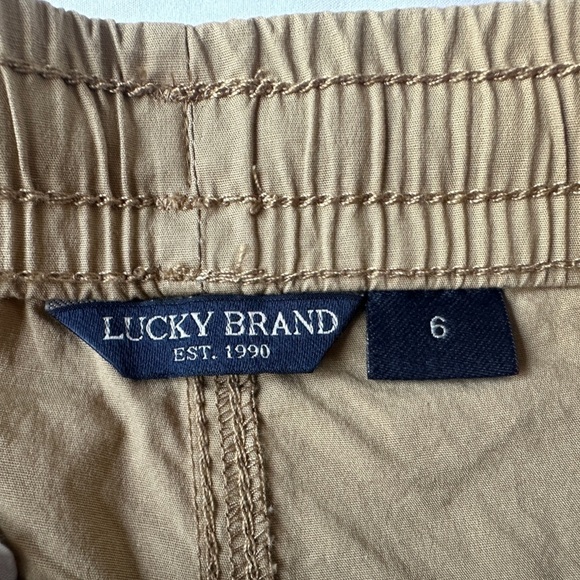 LUCKY BRAND
EST. 1990
6